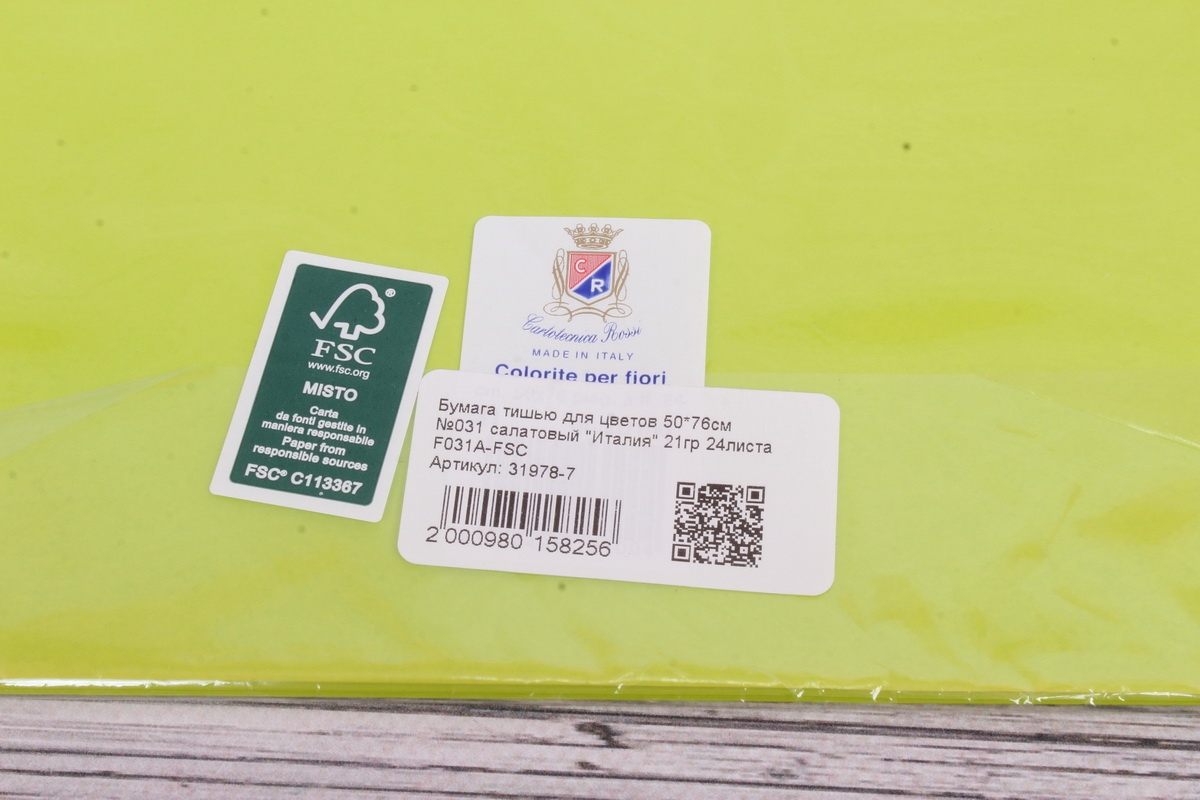 FSC
www.fsc.org
MISTO
Carta
da fonti gestite in
maniera responsabile
Paper from
responsible sources
FSC® C113367
C
R
Cartotecnica Rossi
MADE IN ITALY
Colorite per fiori
Бумага тишью для цветов 50*76см
№031 салатовый "Италия" 21гр 24листа
F031A-FSC
Артикул: 31978-7
2 000980 158256